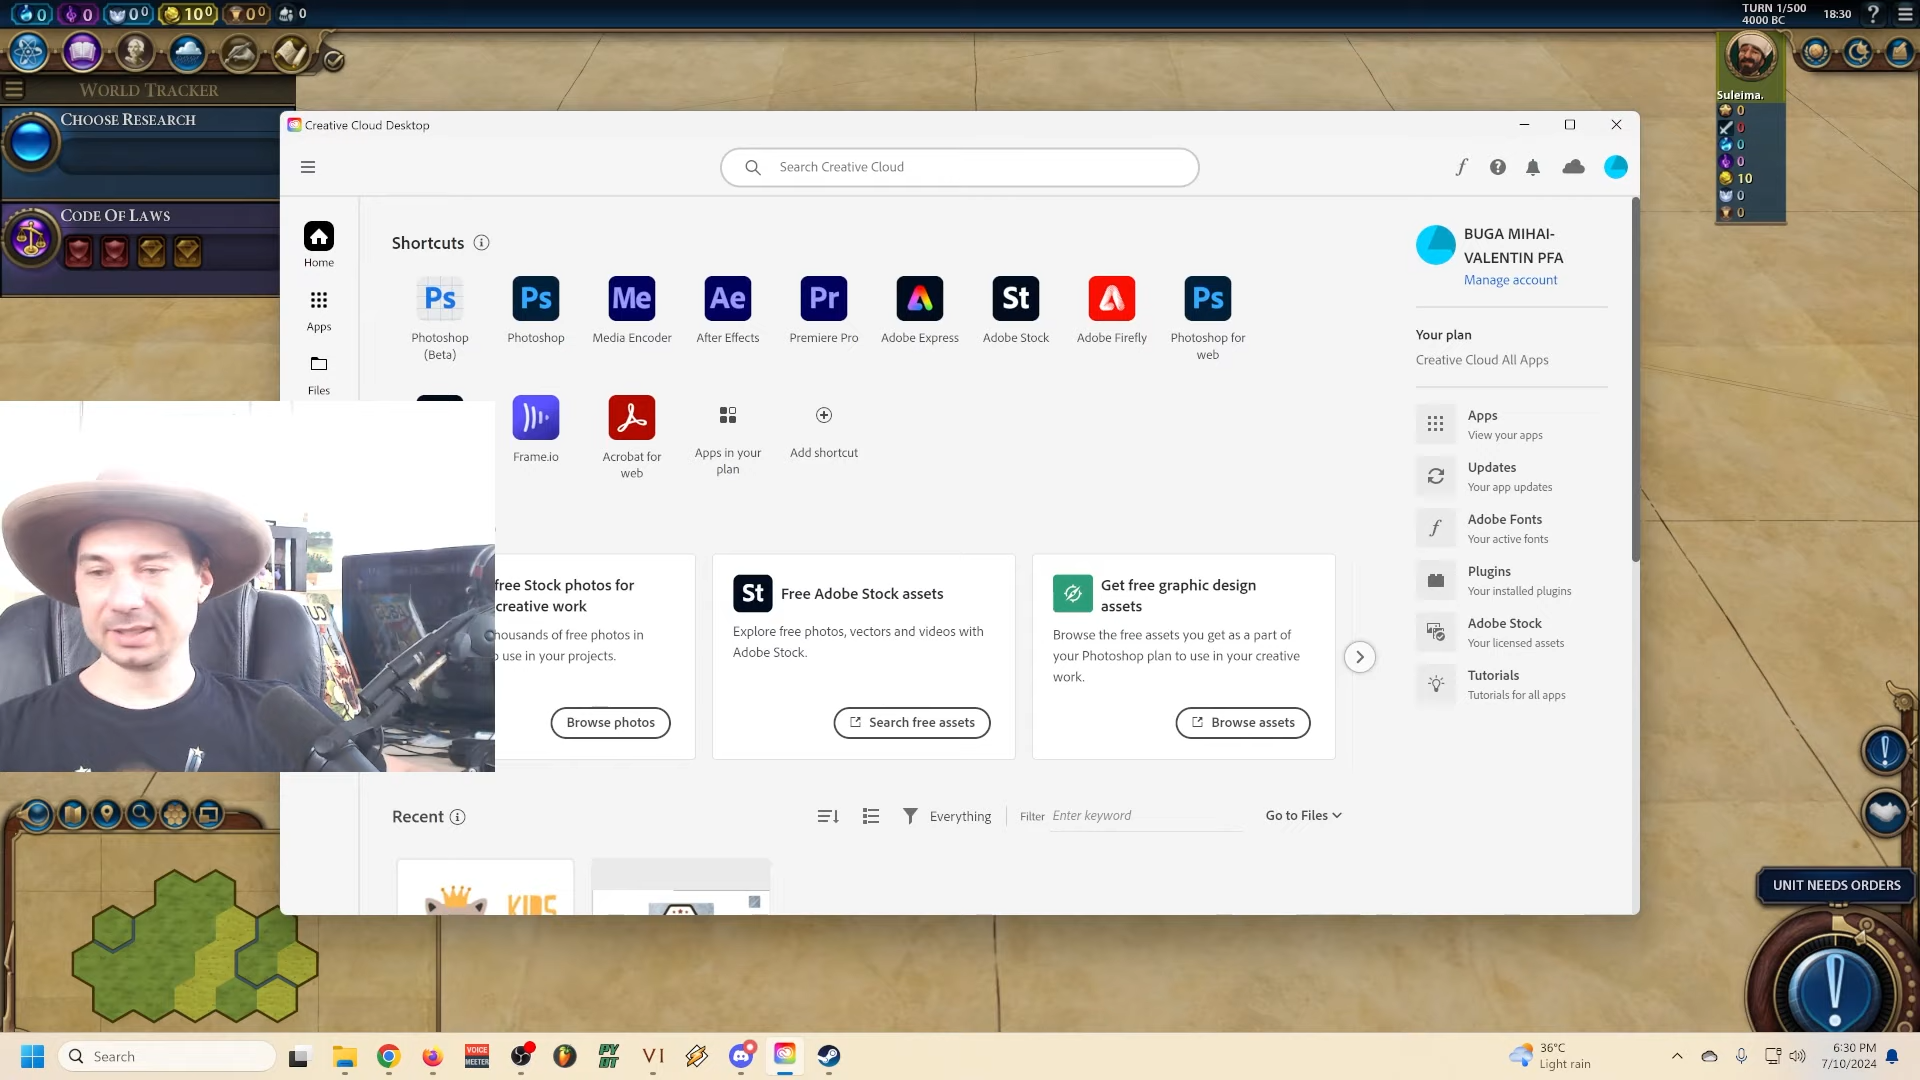 0 0 0⁰ 10⁰ 0⁰ 0
TURN 1/500
4000 BC
18:30
?
WORLD TRACKER
CHOOSE RESEARCH
CODE OF LAWS
Suleima.
0
0
0
0
10
0
0
Creative Cloud Desktop
Search Creative Cloud
Home
Apps
Files
Shortcuts
Ps
Photoshop
(Beta)
Ps
Photoshop
Me
Media Encoder
Ae
After Effects
Pr
Premiere Pro
Adobe Express
St
Adobe Stock
Adobe Firefly
Ps
Photoshop for
web
Frame.io
Acrobat for
web
Apps in your
plan
Add shortcut
BUGA MIHAI-
VALENTIN PFA
Manage account
Your plan
Creative Cloud All Apps
Apps
View your apps
Updates
Your app updates
Adobe Fonts
Your active fonts
Plugins
Your installed plugins
Adobe Stock
Your licensed assets
Tutorials
Tutorials for all apps
free Stock photos for
creative work
housands of free photos in
use in your projects.
Browse photos
St
Free Adobe Stock assets
Explore free photos, vectors and videos with
Adobe Stock.
Search free assets
Get free graphic design
assets
Browse the free assets you get as a part of
your Photoshop plan to use in your creative
work.
Browse assets
Recent
Everything
Filter
Enter keyword
Go to Files
KIDS
UNIT NEEDS ORDERS
Search
VOICE
MEETER
VI
36°C
Light rain
6:30 PM
7/10/2024